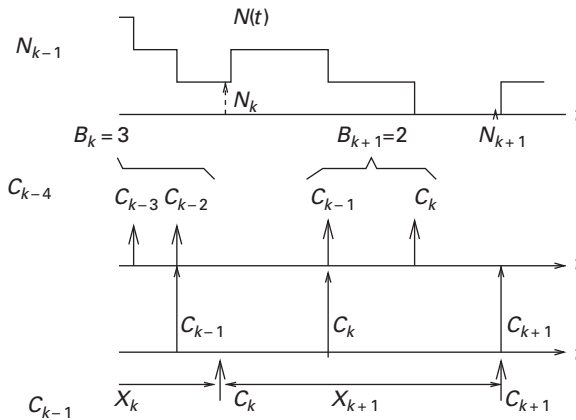 N(t)
N_{k−1}
N_k
t
N_{k+1}
B_k = 3
B_{k+1} = 2
C_{k−4}
C_{k−3} C_{k−2} C_{k−1} C_k
t
C_{k−1} C_k C_{k+1}
t
C_{k−1} X_k C_k X_{k+1} C_{k+1}